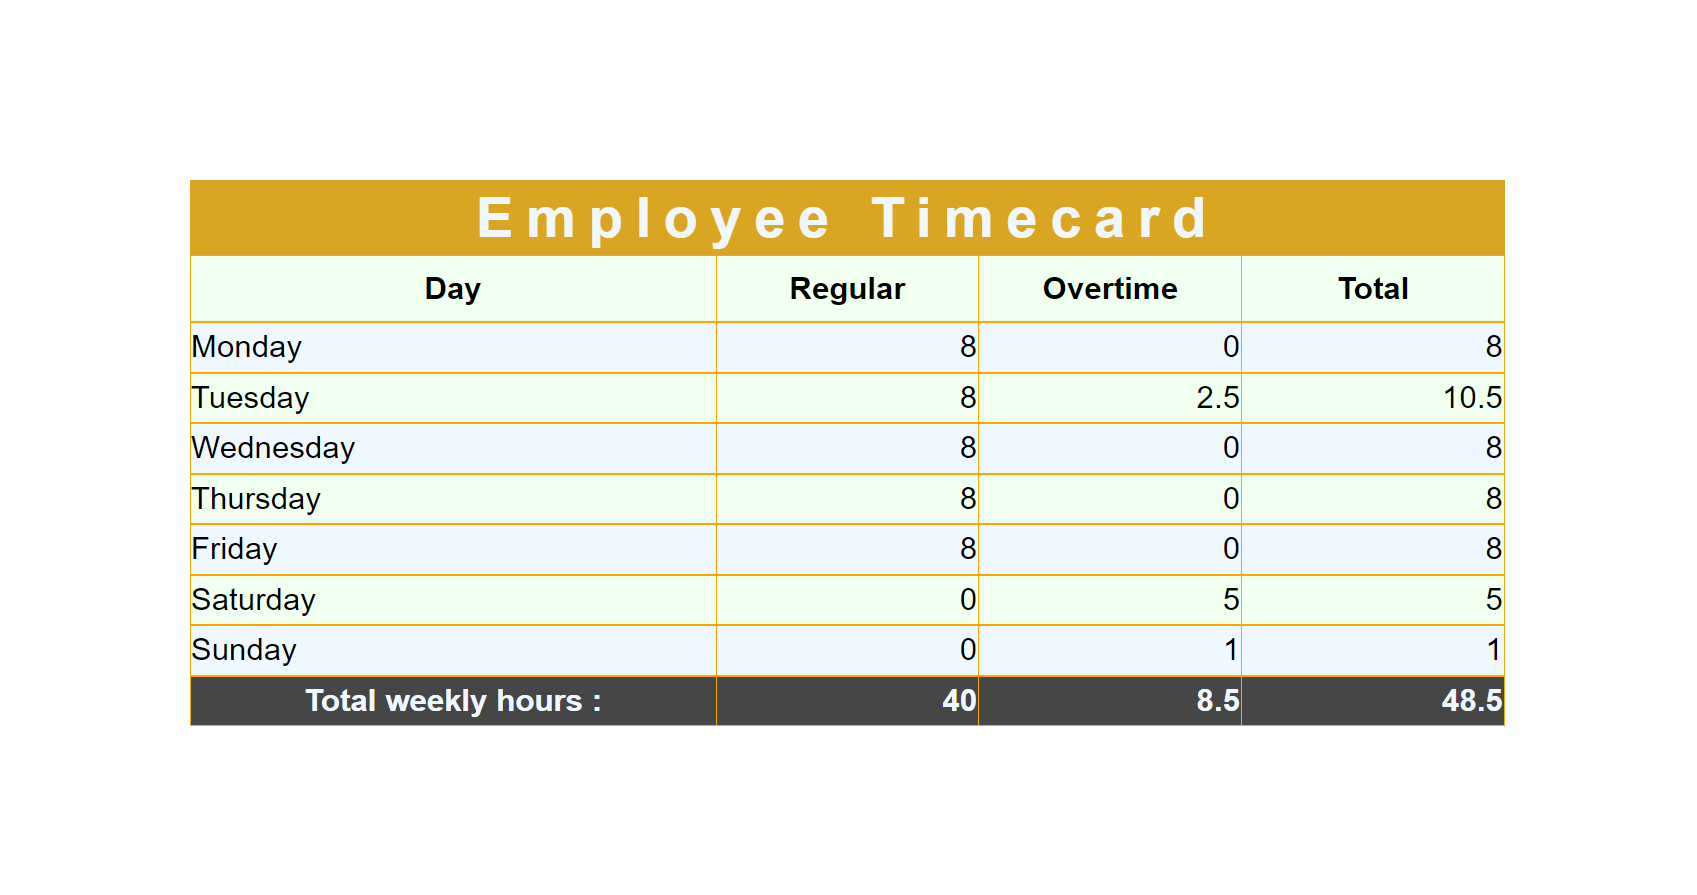 Employee Timecard
Day Regular Overtime Total
Monday 8 0 8
Tuesday 8 2.5 10.5
Wednesday 8 0 8
Thursday 8 0 8
Friday 8 0 8
Saturday 0 5 5
Sunday 0 1 1
Total weekly hours : 40 8.5 48.5